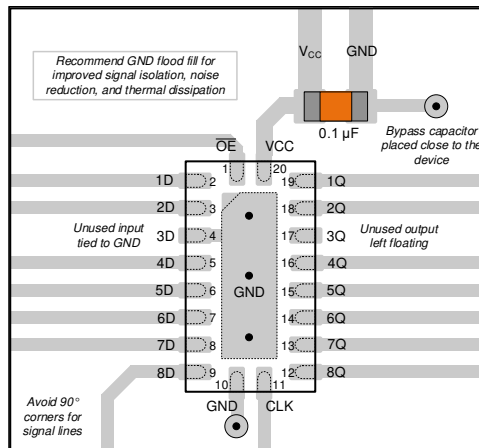 Recommend GND flood fill for
improved signal isolation, noise
reduction, and thermal dissipation
V_CC GND
0.1 µF
Bypass capacitor
placed close to the
device
O̅E̅ VCC
1 20
1D 2 19 1Q
2D 3 18 2Q
Unused input
tied to GND
3D 4 17 3Q
Unused output
left floating
4D 5 16 4Q
5D 6 15 5Q
GND
6D 7 14 6Q
7D 8 13 7Q
8D 9 12 8Q
10 11
GND CLK
Avoid 90°
corners for
signal lines